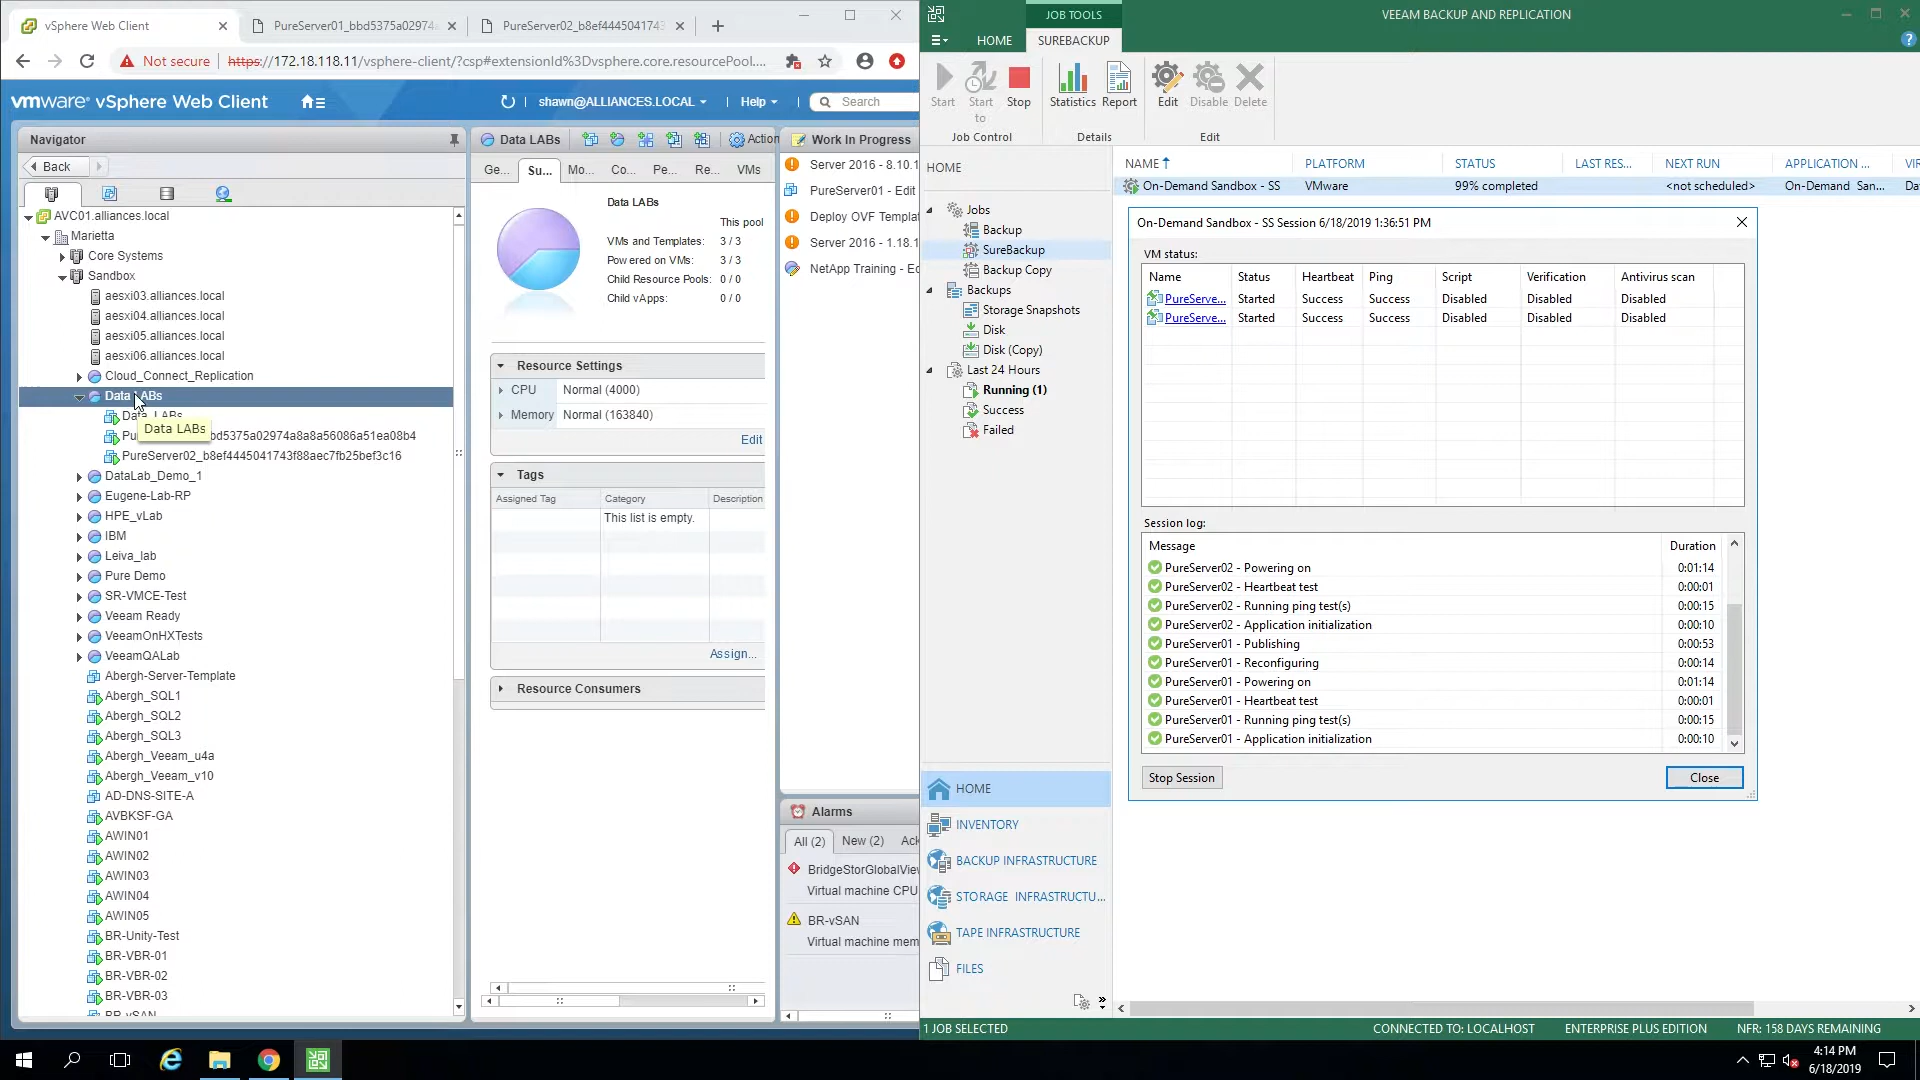 vSphere Web Client
PureServer01_bbd5375a02974a
PureServer02_b8ef4445041743
Not secure
https://172.18.118.11/vsphere-client/?csp#extensionId%3Dvsphere.core.resourcePool....
vmware® vSphere Web Client
shawn@ALLIANCES.LOCAL
Help
Search
Navigator
Back
AVC01.alliances.local
Marietta
Core Systems
Sandbox
aesxi03.alliances.local
aesxi04.alliances.local
aesxi05.alliances.local
aesxi06.alliances.local
Cloud_Connect_Replication
Data LABs
Data_LABs
Data LABs
PureServer02_b8ef4445041743f88aec7fb25bef3c16
DataLab_Demo_1
Eugene-Lab-RP
HPE_vLab
IBM
Leiva_lab
Pure Demo
SR-VMCE-Test
Veeam Ready
VeeamOnHXTests
VeeamQALab
Abergh-Server-Template
Abergh_SQL1
Abergh_SQL2
Abergh_SQL3
Abergh_Veeam_u4a
Abergh_Veeam_v10
AD-DNS-SITE-A
AVBKSF-GA
AWIN01
AWIN02
AWIN03
AWIN04
AWIN05
BR-Unity-Test
BR-VBR-01
BR-VBR-02
BR-VBR-03
BR-vSAN
Data LABs
Action
Ge... Su... Mo... Co... Pe... Re... VMs
Data LABs
This pool
VMs and Templates: 3 / 3
Powered on VMs: 3 / 3
Child Resource Pools: 0 / 0
Child vApps: 0 / 0
Resource Settings
CPU Normal (4000)
Memory Normal (163840)
Edit
Tags
Assigned Tag Category Description
This list is empty.
Assign...
Resource Consumers
Work In Progress
Server 2016 - 8.10.1
PureServer01 - Edit
Deploy OVF Templa
Server 2016 - 1.18.1
NetApp Training - Ed
Alarms
All (2) New (2) Ack
BridgeStorGlobalView
Virtual machine CPU
BR-vSAN
Virtual machine mem
JOB TOOLS
VEEAM BACKUP AND REPLICATION
HOME SUREBACKUP
Start
Start to
Stop
Job Control
Statistics
Report
Details
Edit
Disable
Delete
Edit
HOME
Jobs
Backup
SureBackup
Backup Copy
Backups
Storage Snapshots
Disk
Disk (Copy)
Last 24 Hours
Running (1)
Success
Failed
HOME
INVENTORY
BACKUP INFRASTRUCTURE
STORAGE INFRASTRUCTU...
TAPE INFRASTRUCTURE
FILES
NAME PLATFORM STATUS LAST RES... NEXT RUN APPLICATION ... VIR
On-Demand Sandbox - SS VMware 99% completed <not scheduled> On-Demand San... Da
On-Demand Sandbox - SS Session 6/18/2019 1:36:51 PM
VM status:
Name Status Heartbeat Ping Script Verification Antivirus scan
PureServe... Started Success Success Disabled Disabled Disabled
PureServe... Started Success Success Disabled Disabled Disabled
Session log:
Message Duration
PureServer02 - Powering on 0:01:14
PureServer02 - Heartbeat test 0:00:01
PureServer02 - Running ping test(s) 0:00:15
PureServer02 - Application initialization 0:00:10
PureServer01 - Publishing 0:00:53
PureServer01 - Reconfiguring 0:00:14
PureServer01 - Powering on 0:01:14
PureServer01 - Heartbeat test 0:00:01
PureServer01 - Running ping test(s) 0:00:15
PureServer01 - Application initialization 0:00:10
Stop Session
Close
1 JOB SELECTED
CONNECTED TO: LOCALHOST
ENTERPRISE PLUS EDITION
NFR: 158 DAYS REMAINING
4:14 PM
6/18/2019